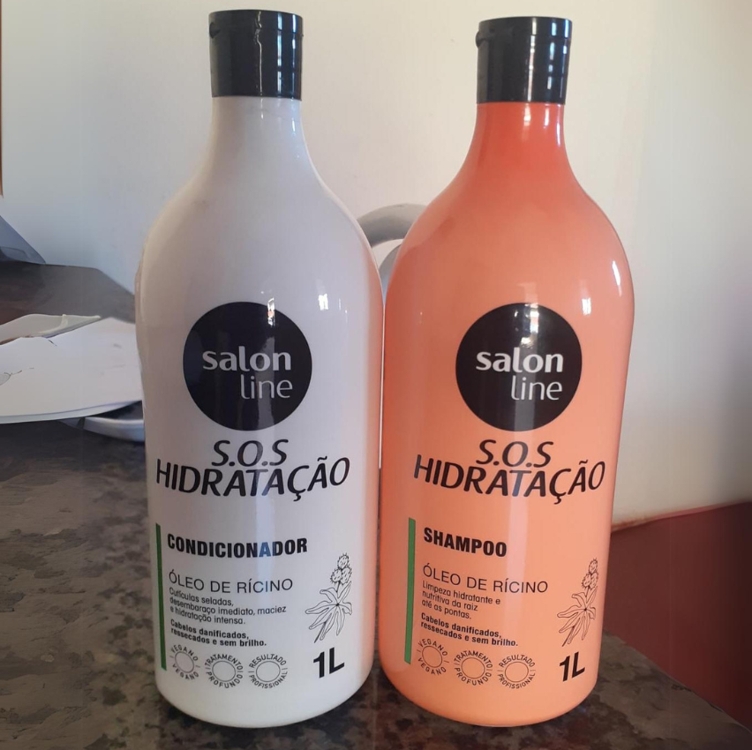 salon
line
S.O.S
HIDRATAÇÃO
CONDICIONADOR
ÓLEO DE RÍCINO
Cutículas seladas,
desembaraço imediato, maciez
e hidratação intensa.
Cabelos danificados,
ressecados e sem brilho.
VEGANO
VEGANO
TRATAMENTO
PROFUNDO
RESULTADO
PROFISSIONAL
1L
salon
line
S.O.S
HIDRATAÇÃO
SHAMPOO
ÓLEO DE RÍCINO
Limpeza hidratante e
nutritiva da raiz
até as pontas.
Cabelos danificados,
ressecados e sem brilho.
VEGANO
VEGANO
TRATAMENTO
PROFUNDO
RESULTADO
PROFISSIONAL
1L